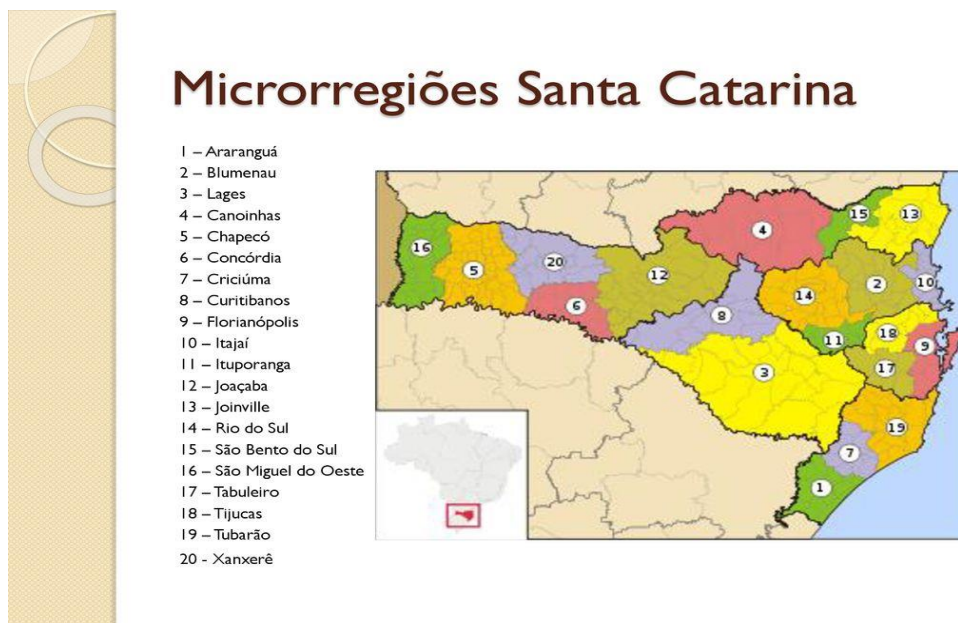 Microrregiões Santa Catarina
1 – Araranguá
2 – Blumenau
3 – Lages
4 – Canoinhas
5 – Chapecó
6 – Concórdia
7 – Criciúma
8 – Curitibanos
9 – Florianópolis
10 – Itajaí
11 – Ituporanga
12 – Joaçaba
13 – Joinville
14 – Rio do Sul
15 – São Bento do Sul
16 – São Miguel do Oeste
17 – Tabuleiro
18 – Tijucas
19 – Tubarão
20 - Xanxerê
15 13
4
16 20
5 12
2 10
14
6
8
11 18 9
3 17
19
7
1